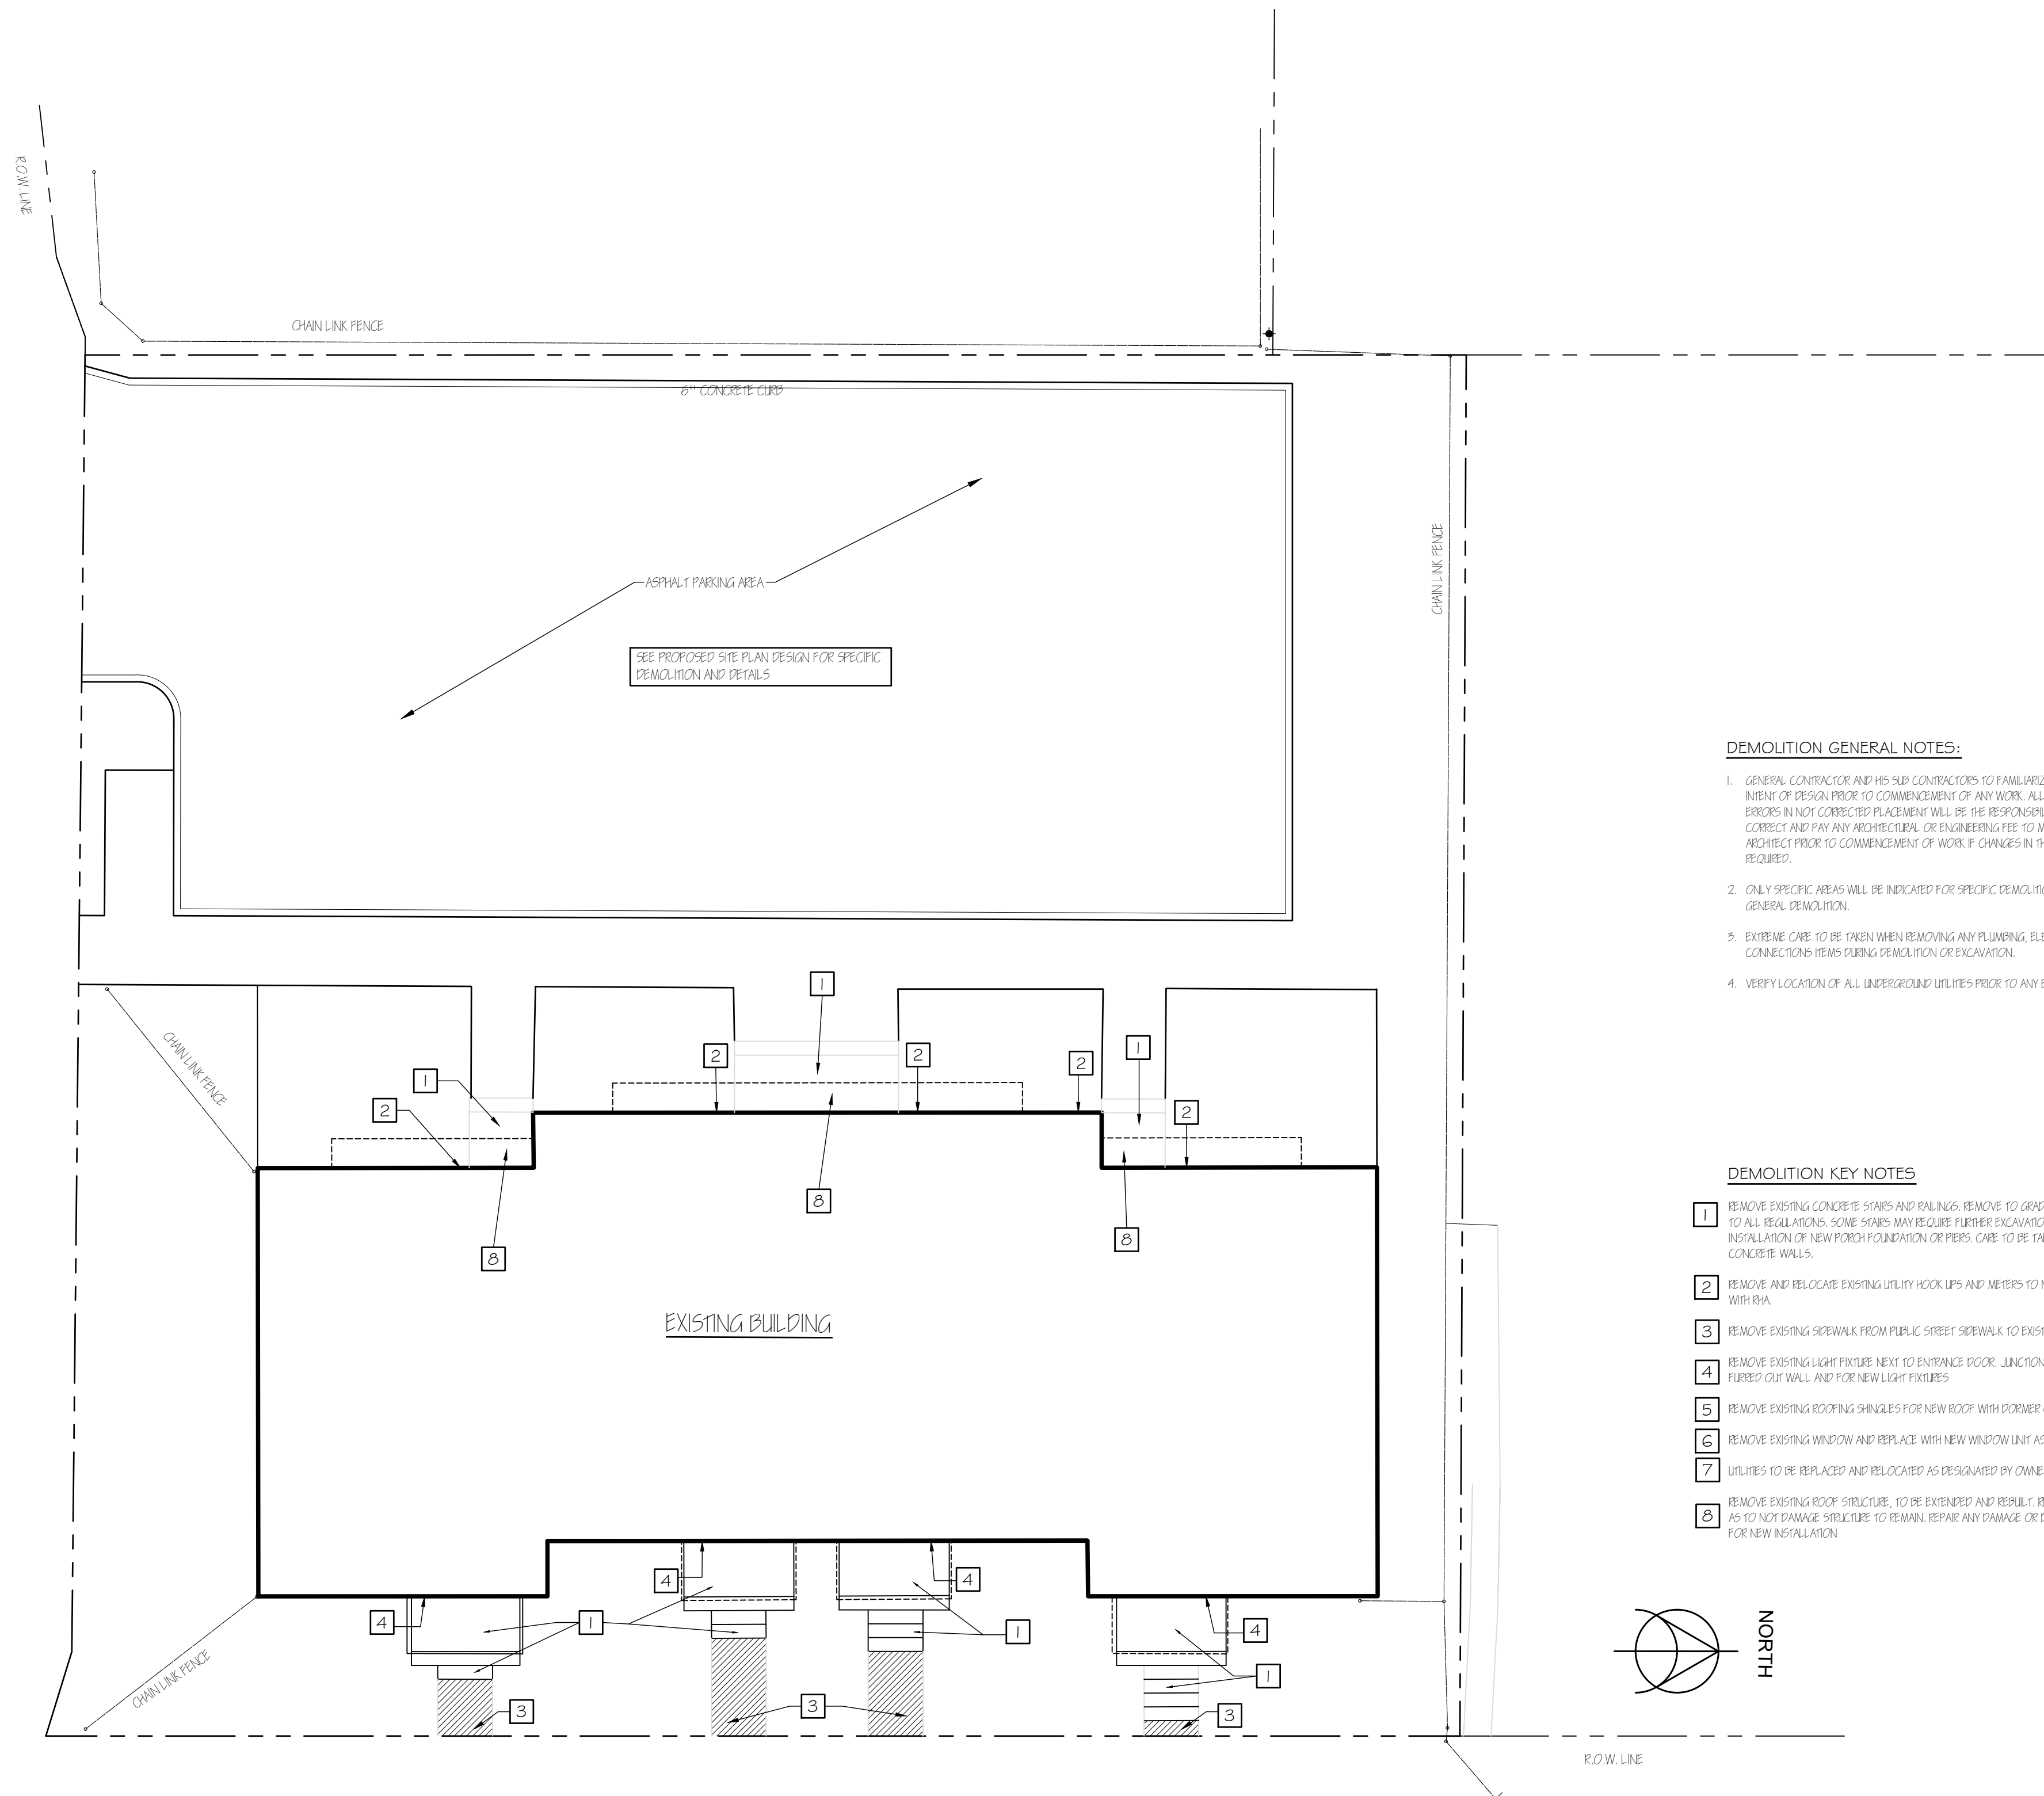 R.O.W. LINE
CHAIN LINK FENCE
6" CONCRETE CURB
CHAIN LINK FENCE
ASPHALT PARKING AREA
SEE PROPOSED SITE PLAN DESIGN FOR SPECIFIC
DEMOLITION AND DETAILS
DEMOLITION GENERAL NOTES:
1. GENERAL CONTRACTOR AND HIS SUB CONTRACTORS TO
INTENT OF DESIGN PRIOR TO COMMENCEMENT OF ANY WORK. ALL
ERRORS IN NOT CORRECTED PLACEMENT WILL BE THE
CORRECT AND PAY ANY ARCHITECTURAL OR ENGINEERING FEE TO
ARCHITECT PRIOR TO COMMENCEMENT OF WORK IF CHANGES IN
REQUIRED.
2. ONLY SPECIFIC AREAS WILL BE INDICATED FOR SPECIFIC
GENERAL DEMOLITION.
3. EXTREME CARE TO BE TAKEN WHEN REMOVING ANY PLUMBING,
CONNECTIONS ITEMS DURING DEMOLITION OR EXCAVATION.
4. VERIFY LOCATION OF ALL UNDERGROUND UTILITIES PRIOR TO ANY
1
CHAIN LINK FENCE
2
2
2
1
1
2
2
8
8
8
EXISTING BUILDING
DEMOLITION KEY NOTES
1 REMOVE EXISTING CONCRETE STAIRS AND RAILINGS. REMOVE TO
TO ALL REGULATIONS. SOME STAIRS MAY REQUIRE FURTHER
INSTALLATION OF NEW PORCH FOUNDATION OR PIERS. CARE TO BE
CONCRETE WALLS.
2 REMOVE AND RELOCATE EXISTING UTILITY HOOK UPS AND METERS TO
WITH RHA.
3 REMOVE EXISTING SIDEWALK FROM PUBLIC STREET SIDEWALK TO
4 REMOVE EXISTING LIGHT FIXTURE NEXT TO ENTRANCE DOOR. JUNCTION
FURRED OUT WALL AND FOR NEW LIGHT FIXTURES
5 REMOVE EXISTING ROOFING SHINGLES FOR NEW ROOF WITH DORMER
6 REMOVE EXISTING WINDOW AND REPLACE WITH NEW WINDOW UNIT AS
7 UTILITIES TO BE REPLACED AND RELOCATED AS DESIGNATED BY
8 REMOVE EXISTING ROOF STRUCTURE, TO BE EXTENDED AND REBUILT.
AS TO NOT DAMAGE STRUCTURE TO REMAIN. REPAIR ANY DAMAGE OR
FOR NEW INSTALLATION
4
4
4
1
1
4
CHAIN LINK FENCE
1
3
3
3
NORTH
R.O.W. LINE